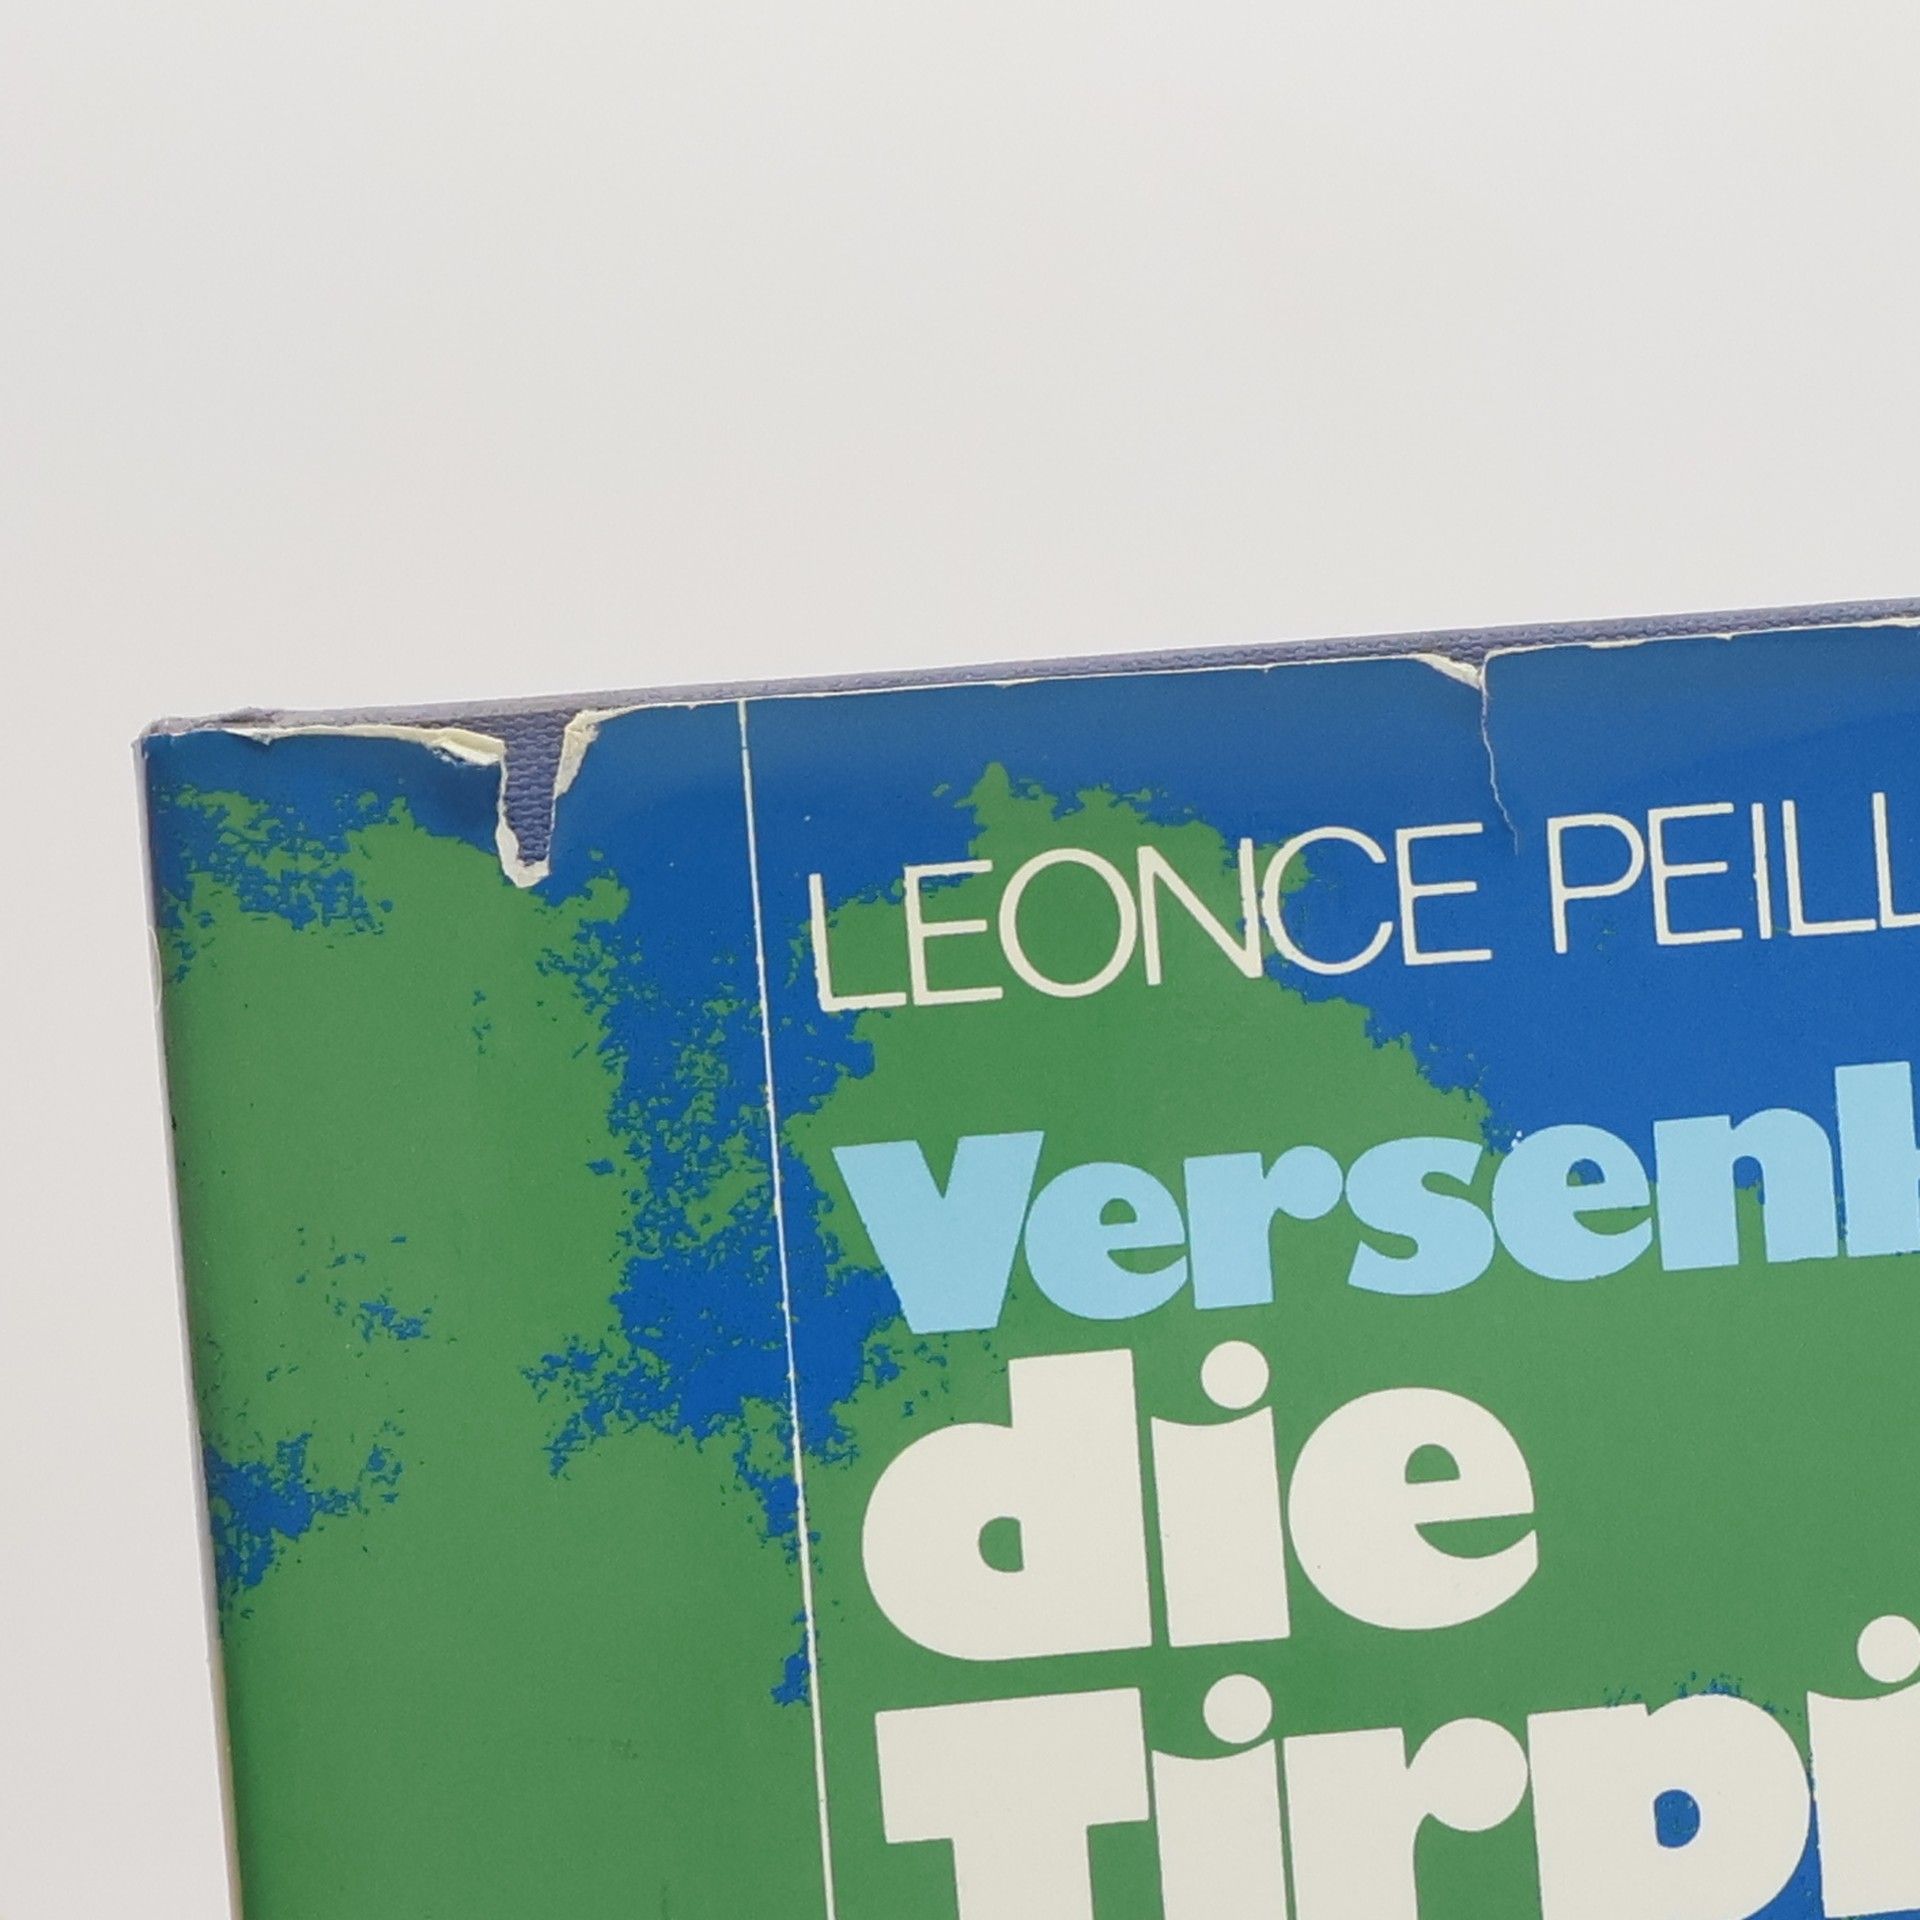 LEONCE PEILL
Versenk
die
Tirpi